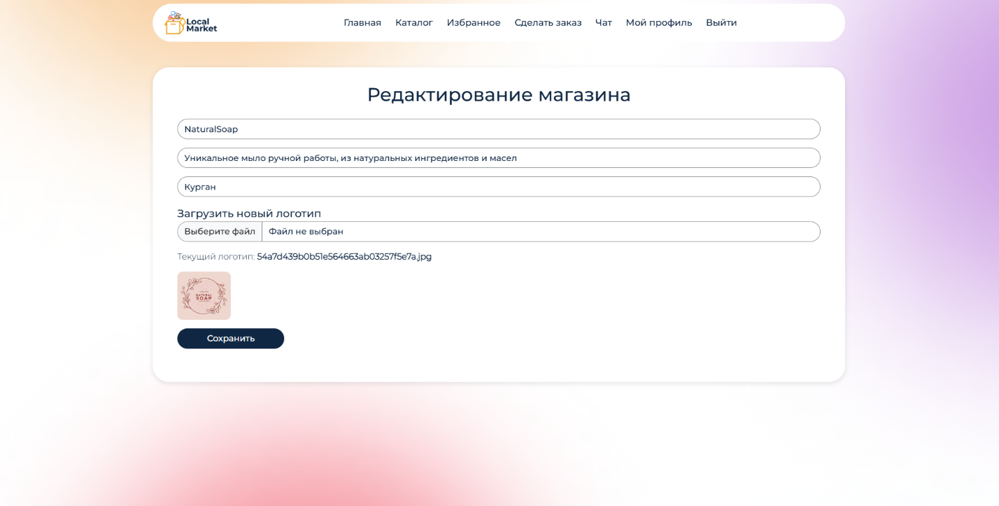 Local
Market
Главная Каталог Избранное Сделать заказ Чат Мой профиль Выйти
Редактирование магазина
NaturalSoap
Уникальное мыло ручной работы, из натуральных ингредиентов и масел
Курган
Загрузить новый логотип
Выберите файл Файл не выбран
Текущий логотип: 54a7d439b0b51e564663ab03257f5e7a.jpg
NATURAL
SOAP
Сохранить